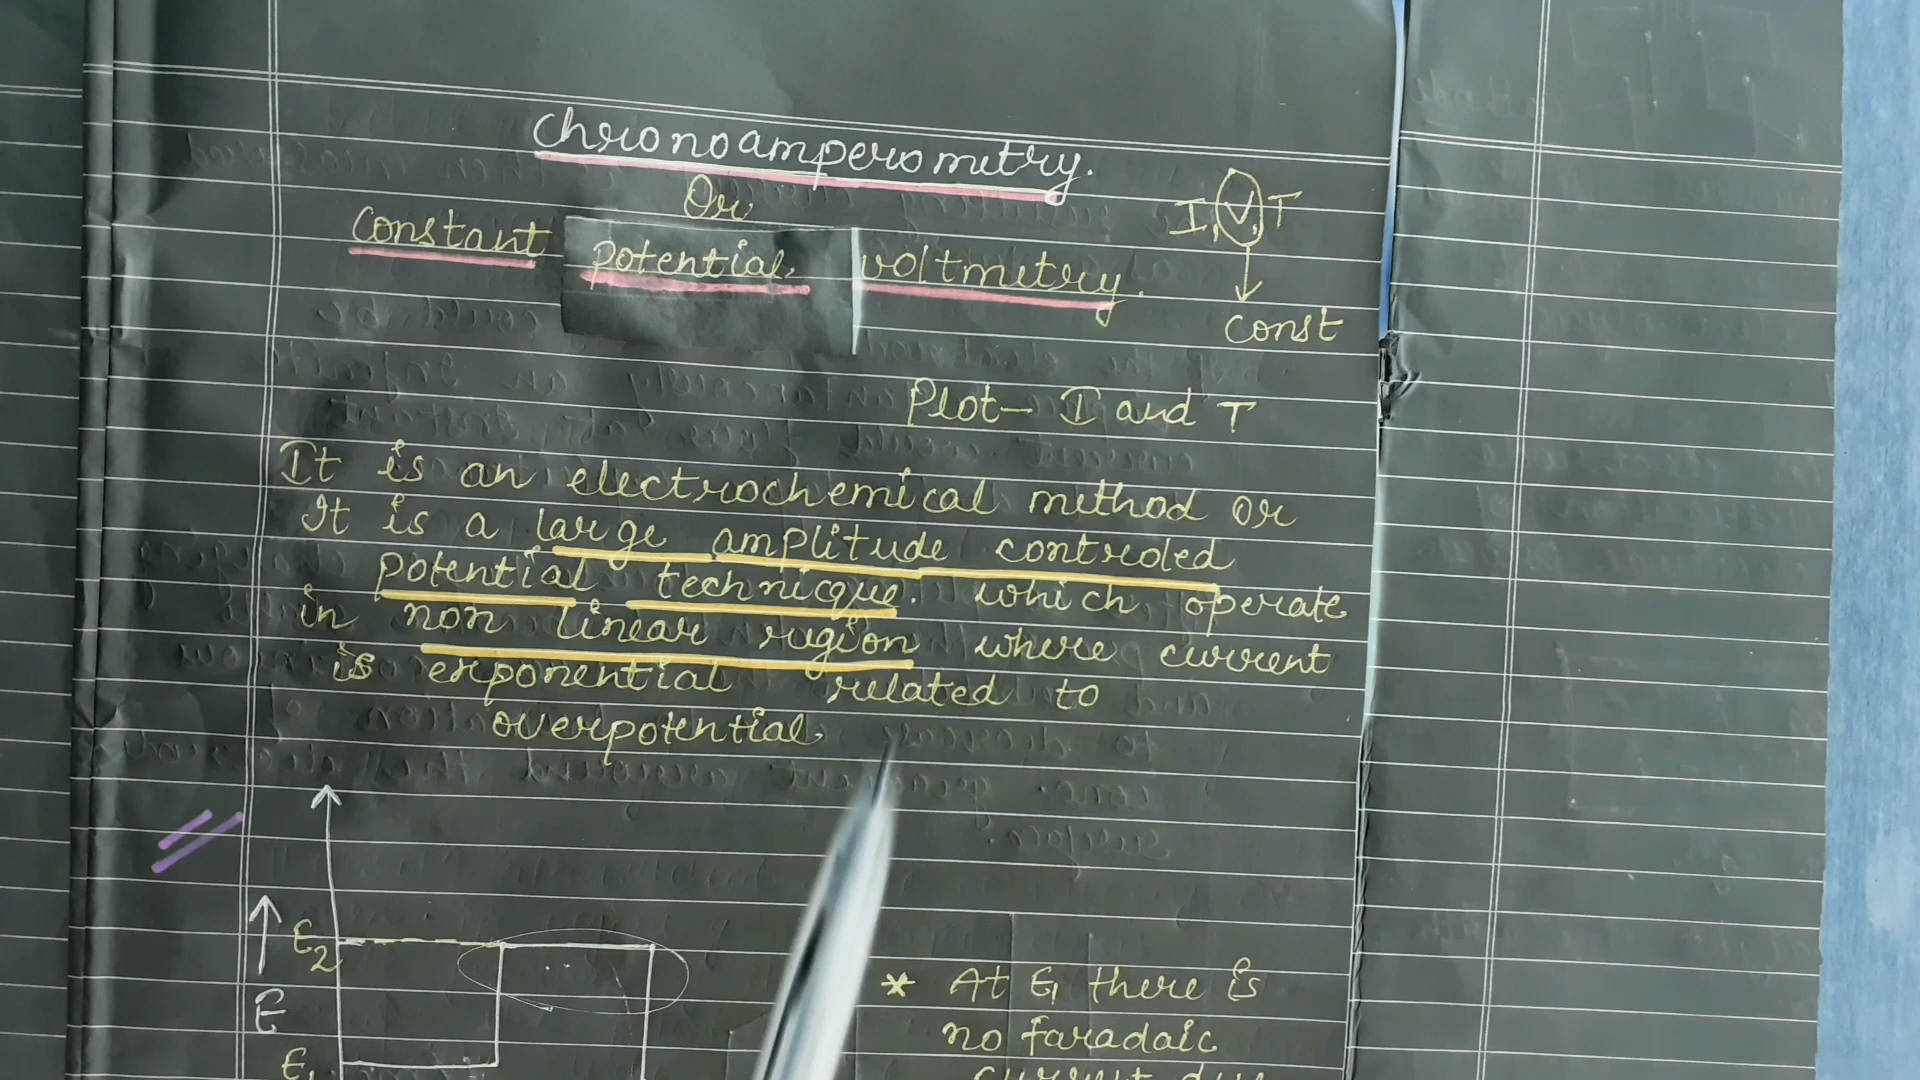 Chronoamperometry.
Or
Constant potential voltmetry.
I, V, T
Const
Plot- I and T
It is an electrochemical method or
It is a large amplitude controled
potential technique. which operate
in non linear region where current
is exponential related to
overpotential.
E2
E
E1
* At E1 there is
no faradaic
current due